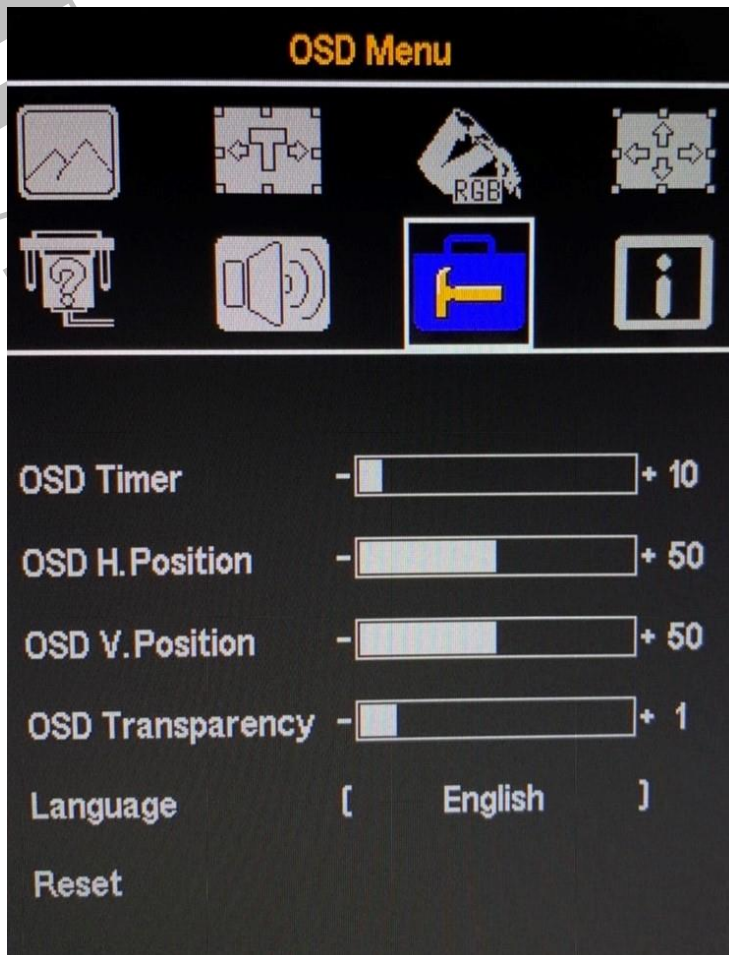 OSD Menu
RGB
?
i
OSD Timer - + 10
OSD H.Position - + 50
OSD V.Position - + 50
OSD Transparency - + 1
Language [ English ]
Reset